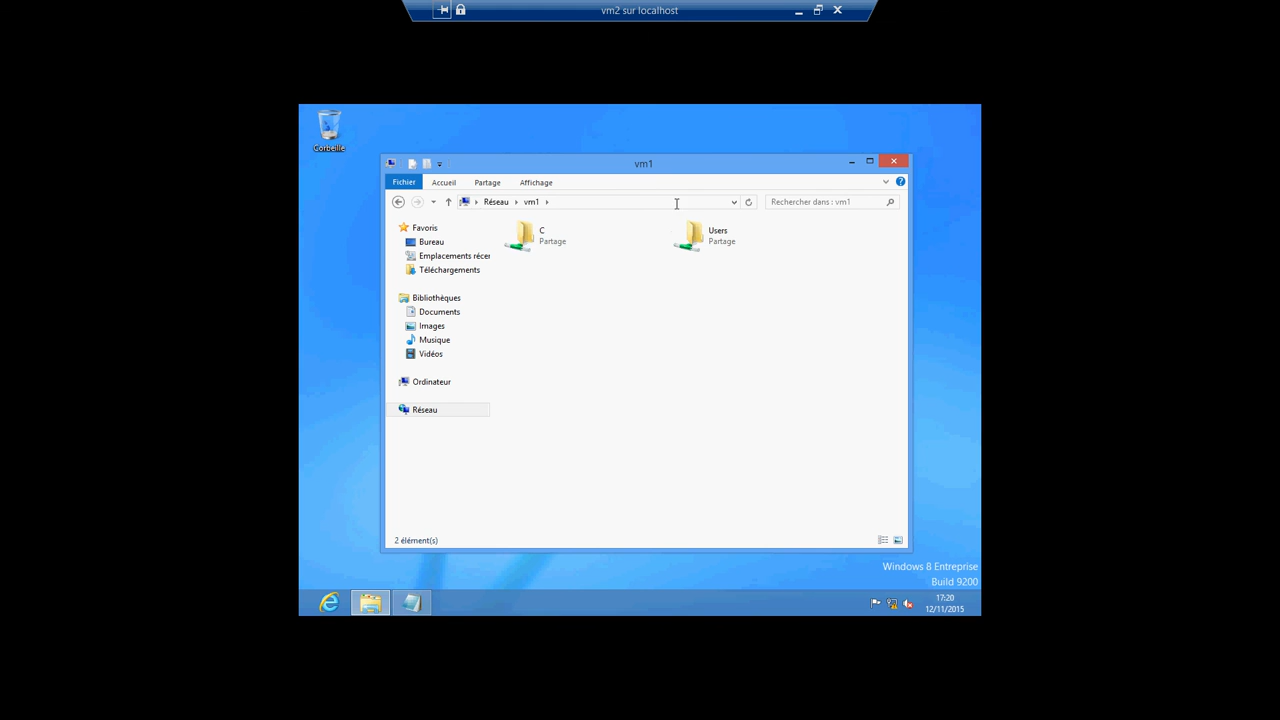 vm2 sur localhost
Corbeille
vm1
Fichier Accueil Partage Affichage
Réseau vm1 Rechercher dans : vm1
Favoris
Bureau
Emplacements récer
Téléchargements
Bibliothèques
Documents
Images
Musique
Vidéos
Ordinateur
Réseau
C
Partage
Users
Partage
2 élément(s)
Windows 8 Entreprise
Build 9200
17:20
12/11/2015